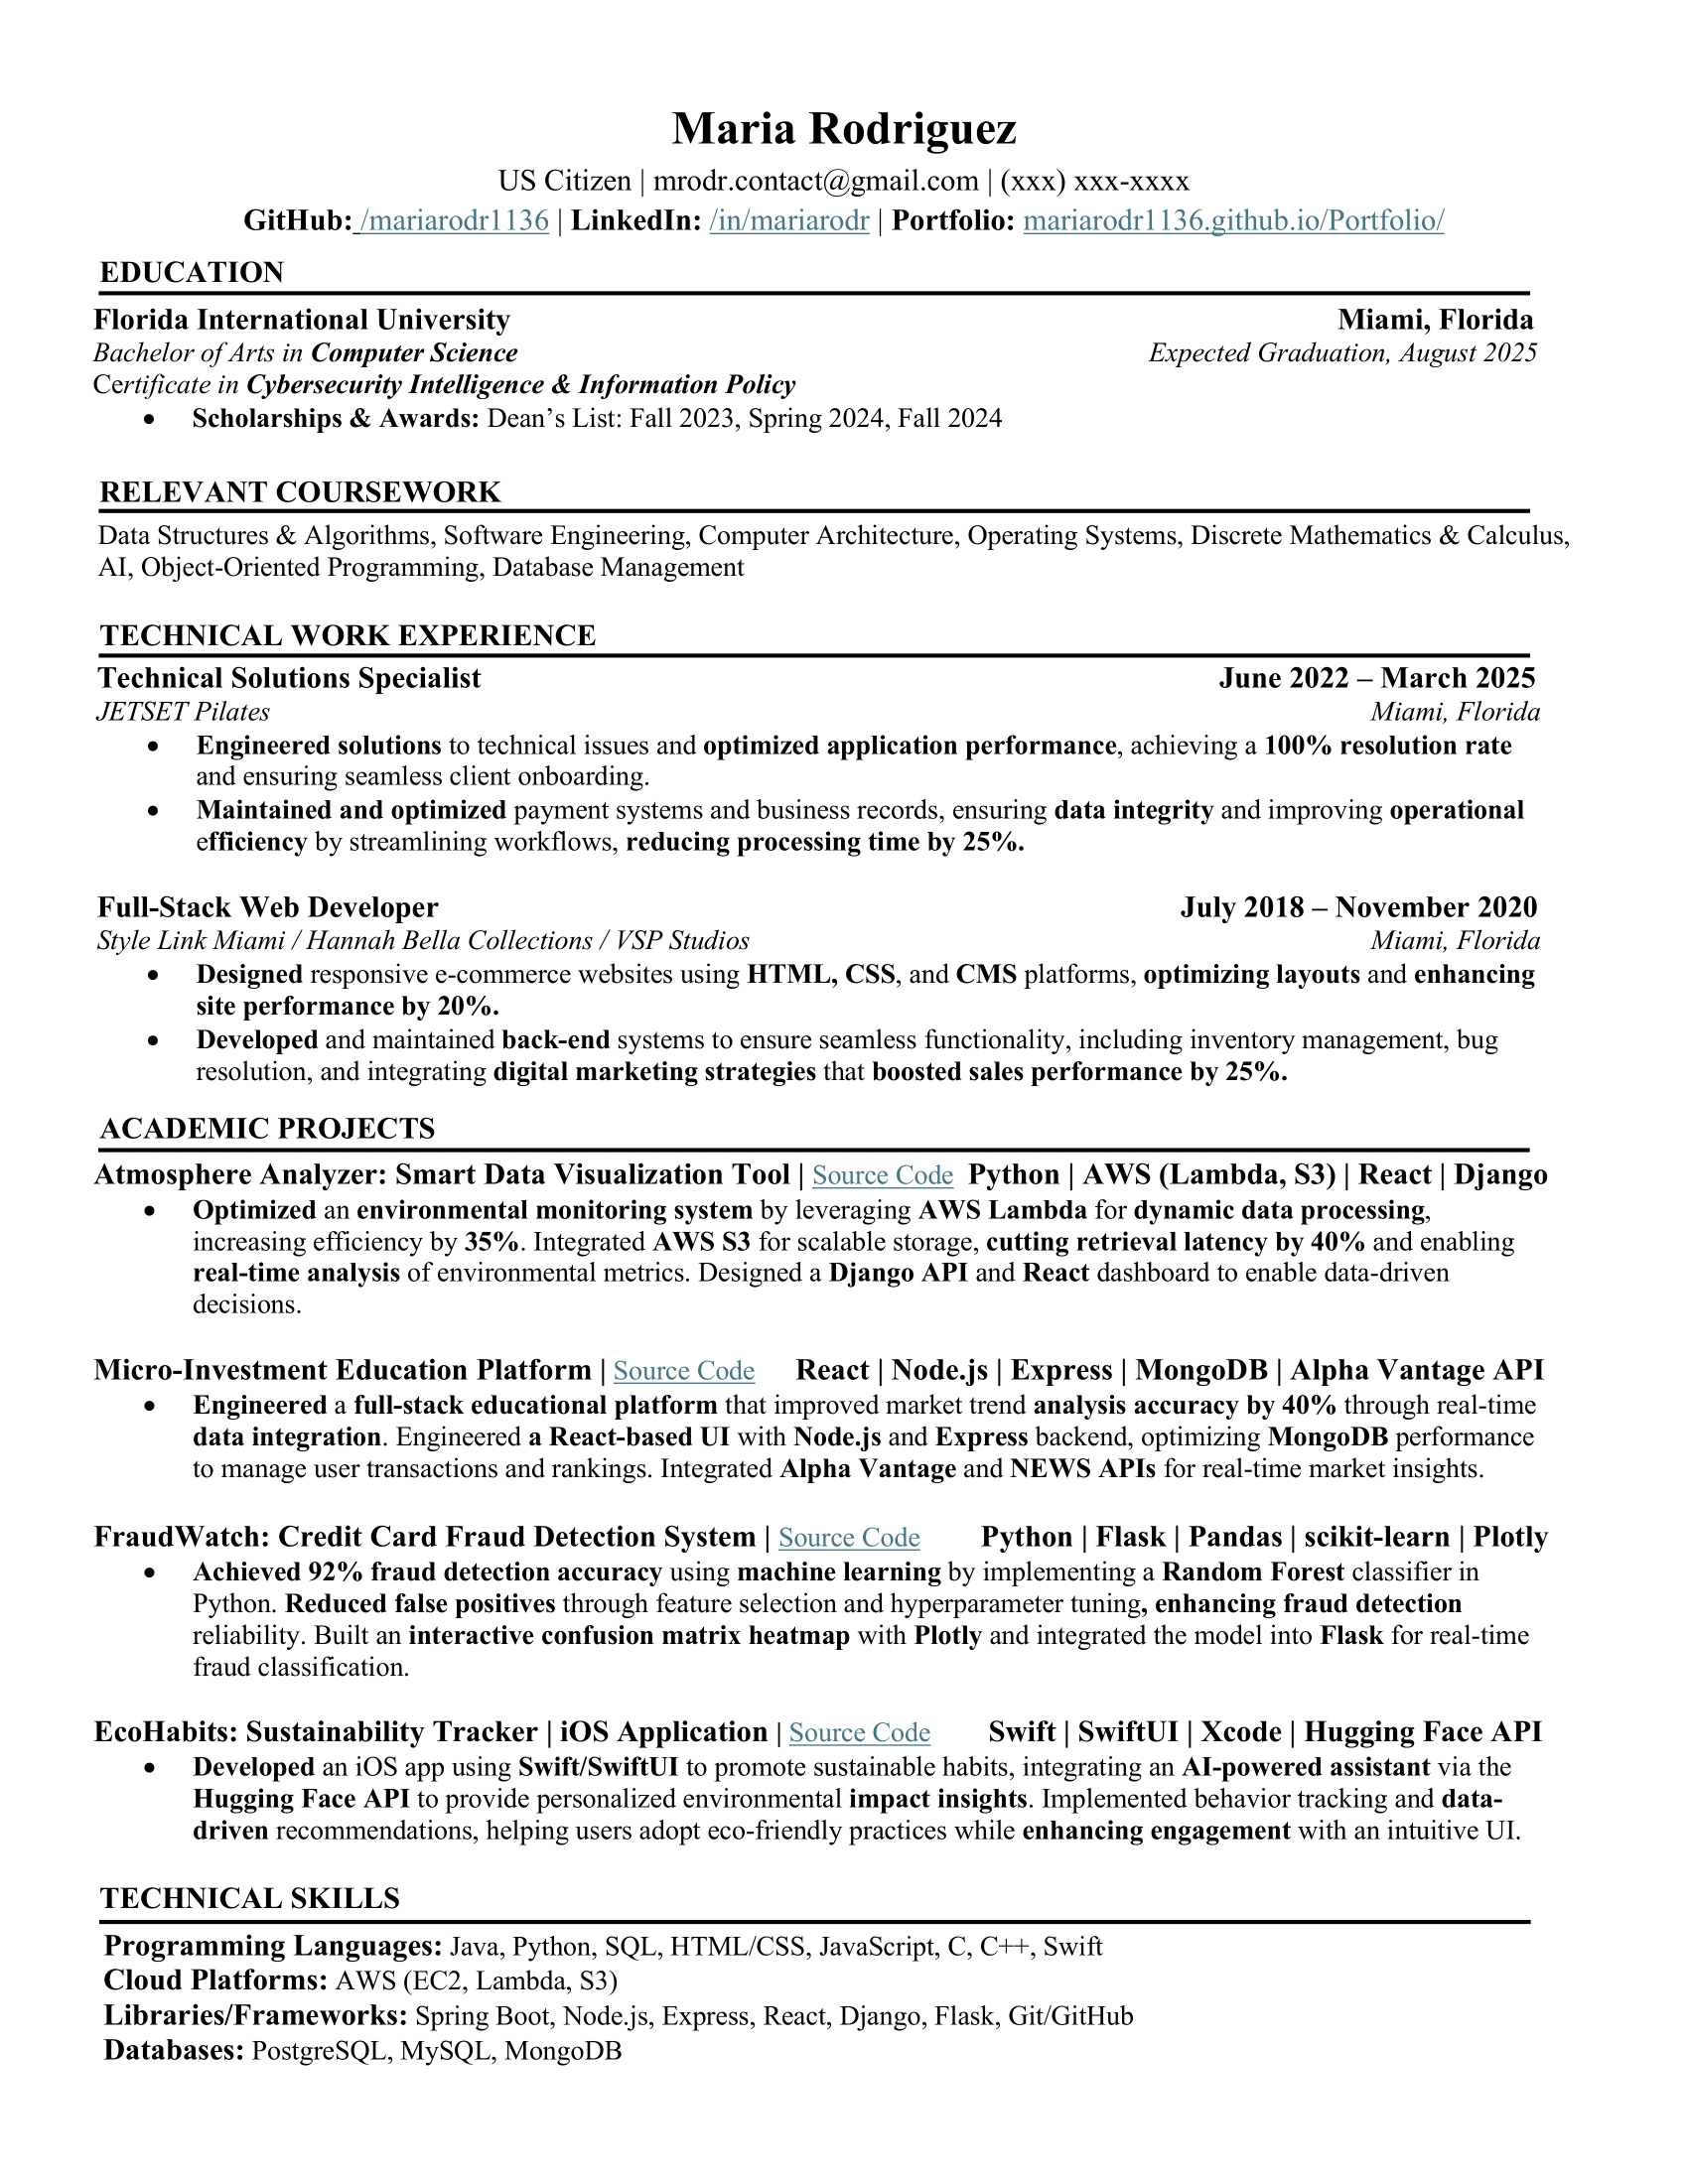 Maria Rodriguez
US Citizen | mrodr.contact@gmail.com | (xxx) xxx-xxxx
GitHub: /mariarodr1136 | LinkedIn: /in/mariarodr | Portfolio: mariarodr1136.github.io/Portfolio/
EDUCATION
Florida International University Miami, Florida
Bachelor of Arts in Computer Science Expected Graduation, August 2025
Certificate in Cybersecurity Intelligence & Information Policy
• Scholarships & Awards: Dean’s List: Fall 2023, Spring 2024, Fall 2024
RELEVANT COURSEWORK
Data Structures & Algorithms, Software Engineering, Computer Architecture, Operating Systems, Discrete Mathematics & Calculus,
AI, Object-Oriented Programming, Database Management
TECHNICAL WORK EXPERIENCE
Technical Solutions Specialist June 2022 – March 2025
JETSET Pilates Miami, Florida
• Engineered solutions to technical issues and optimized application performance, achieving a 100% resolution rate
and ensuring seamless client onboarding.
• Maintained and optimized payment systems and business records, ensuring data integrity and improving operational
efficiency by streamlining workflows, reducing processing time by 25%.
Full-Stack Web Developer July 2018 – November 2020
Style Link Miami / Hannah Bella Collections / VSP Studios Miami, Florida
• Designed responsive e-commerce websites using HTML, CSS, and CMS platforms, optimizing layouts and enhancing
site performance by 20%.
• Developed and maintained back-end systems to ensure seamless functionality, including inventory management, bug
resolution, and integrating digital marketing strategies that boosted sales performance by 25%.
ACADEMIC PROJECTS
Atmosphere Analyzer: Smart Data Visualization Tool | Source Code Python | AWS (Lambda, S3) | React | Django
• Optimized an environmental monitoring system by leveraging AWS Lambda for dynamic data processing,
increasing efficiency by 35%. Integrated AWS S3 for scalable storage, cutting retrieval latency by 40% and enabling
real-time analysis of environmental metrics. Designed a Django API and React dashboard to enable data-driven
decisions.
Micro-Investment Education Platform | Source Code React | Node.js | Express | MongoDB | Alpha Vantage API
• Engineered a full-stack educational platform that improved market trend analysis accuracy by 40% through real-time
data integration. Engineered a React-based UI with Node.js and Express backend, optimizing MongoDB performance
to manage user transactions and rankings. Integrated Alpha Vantage and NEWS APIs for real-time market insights.
FraudWatch: Credit Card Fraud Detection System | Source Code Python | Flask | Pandas | scikit-learn | Plotly
• Achieved 92% fraud detection accuracy using machine learning by implementing a Random Forest classifier in
Python. Reduced false positives through feature selection and hyperparameter tuning, enhancing fraud detection
reliability. Built an interactive confusion matrix heatmap with Plotly and integrated the model into Flask for real-time
fraud classification.
EcoHabits: Sustainability Tracker | iOS Application | Source Code Swift | SwiftUI | Xcode | Hugging Face API
• Developed an iOS app using Swift/SwiftUI to promote sustainable habits, integrating an AI-powered assistant via the
Hugging Face API to provide personalized environmental impact insights. Implemented behavior tracking and data-
driven recommendations, helping users adopt eco-friendly practices while enhancing engagement with an intuitive UI.
TECHNICAL SKILLS
Programming Languages: Java, Python, SQL, HTML/CSS, JavaScript, C, C++, Swift
Cloud Platforms: AWS (EC2, Lambda, S3)
Libraries/Frameworks: Spring Boot, Node.js, Express, React, Django, Flask, Git/GitHub
Databases: PostgreSQL, MySQL, MongoDB